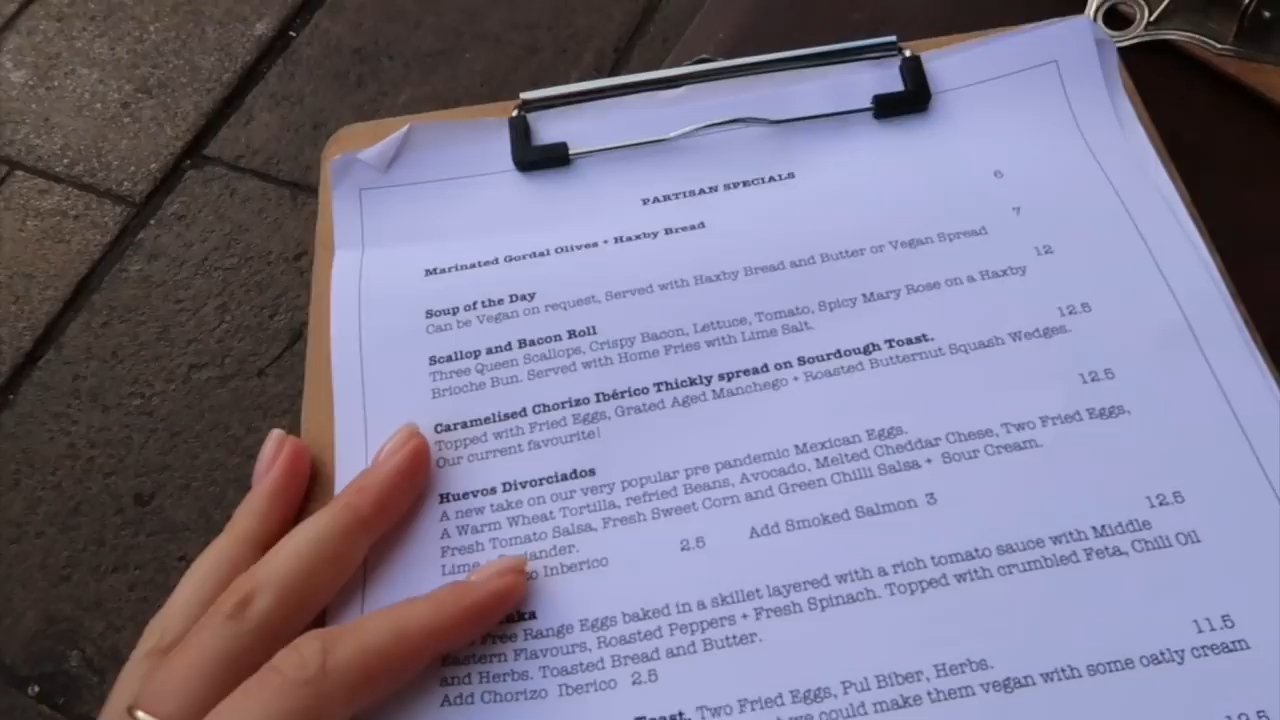 PARTISAN SPECIALS
Marinated Gordal Olives + Haxby Bread 6
Soup of the Day 7
Can be Vegan on request, Served with Haxby Bread and Butter or Vegan Spread
Scallop and Bacon Roll 12
Three Queen Scallops, Crispy Bacon, Lettuce, Tomato, Spicy Mary Rose on a Haxby
Brioche Bun. Served with Home Fries with Lime Salt.
Caramelised Chorizo Ibérico Thickly spread on Sourdough Toast. 12.5
Topped with Fried Eggs, Grated Aged Manchego + Roasted Butternut Squash Wedges.
Our current favourite!
Huevos Divorciados 12.5
A new take on our very popular pre pandemic Mexican Eggs.
A Warm Wheat Tortilla, refried Beans, Avocado, Melted Cheddar Chese, Two Fried Eggs,
Fresh Tomato Salsa, Fresh Sweet Corn and Green Chilli Salsa + Sour Cream.
Lime
Inberico 2.5 Add Smoked Salmon 3
12.5
Free Range Eggs baked in a skillet layered with a rich tomato sauce with Middle
Eastern Flavours, Roasted Peppers + Fresh Spinach. Topped with crumbled Feta, Chili Oil
and Herbs. Toasted Bread and Butter.
Add Chorizo Iberico 2.5
11.5
Toast, Two Fried Eggs, Pul Biber, Herbs.
we could make them vegan with some oatly cream